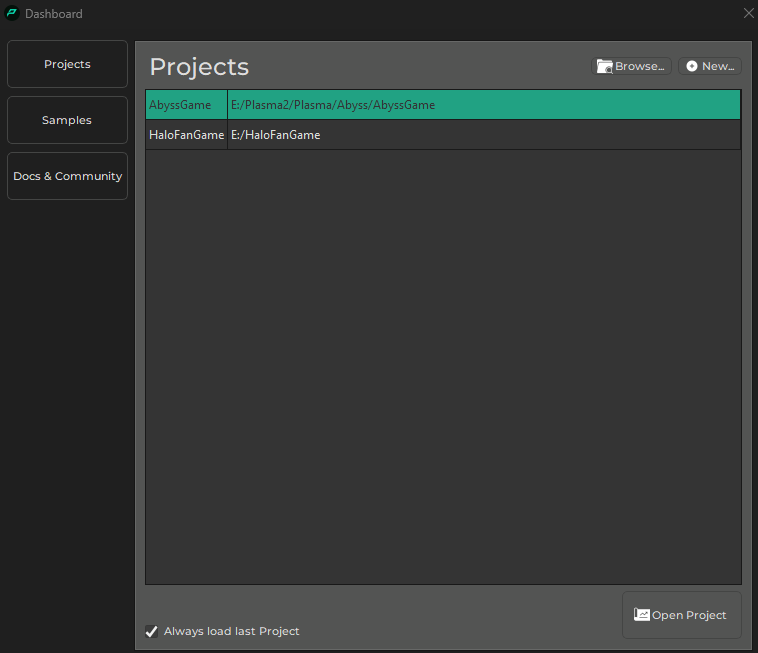 Dashboard
Projects
Samples
Docs & Community
Projects
Browse...
New...
AbyssGame E:/Plasma2/Plasma/Abyss/AbyssGame
HaloFanGame E:/HaloFanGame
Always load last Project
Open Project